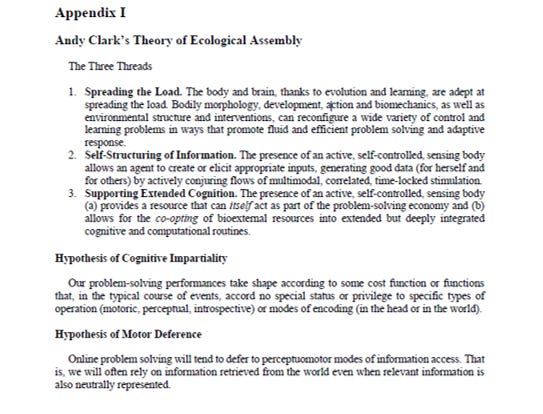 Appendix I
Andy Clark's Theory of Ecological Assembly
The Three Threads
1. Spreading the Load. The body and brain, thanks to evolution and learning, are adept at
spreading the load. Bodily morphology, development, action and biomechanics, as well as
environmental structure and interventions, can reconfigure a wide variety of control and
learning problems in ways that promote fluid and efficient problem solving and adaptive
response.
2. Self-Structuring of Information. The presence of an active, self-controlled, sensing body
allows an agent to create or elicit appropriate inputs, generating good data (for herself and
for others) by actively conjuring flows of multimodal, correlated, time-locked stimulation.
3. Supporting Extended Cognition. The presence of an active, self-controlled, sensing body
(a) provides a resource that can itself act as part of the problem-solving economy and (b)
allows for the co-opting of bioexternal resources into extended but deeply integrated
cognitive and computational routines.
Hypothesis of Cognitive Impartiality
Our problem-solving performances take shape according to some cost function or functions
that, in the typical course of events, accord no special status or privilege to specific types of
operation (motoric, perceptual, introspective) or modes of encoding (in the head or in the world).
Hypothesis of Motor Deference
Online problem solving will tend to defer to perceptuomotor modes of information access. That
is, we will often rely on information retrieved from the world even when relevant information is
also neutrally represented.